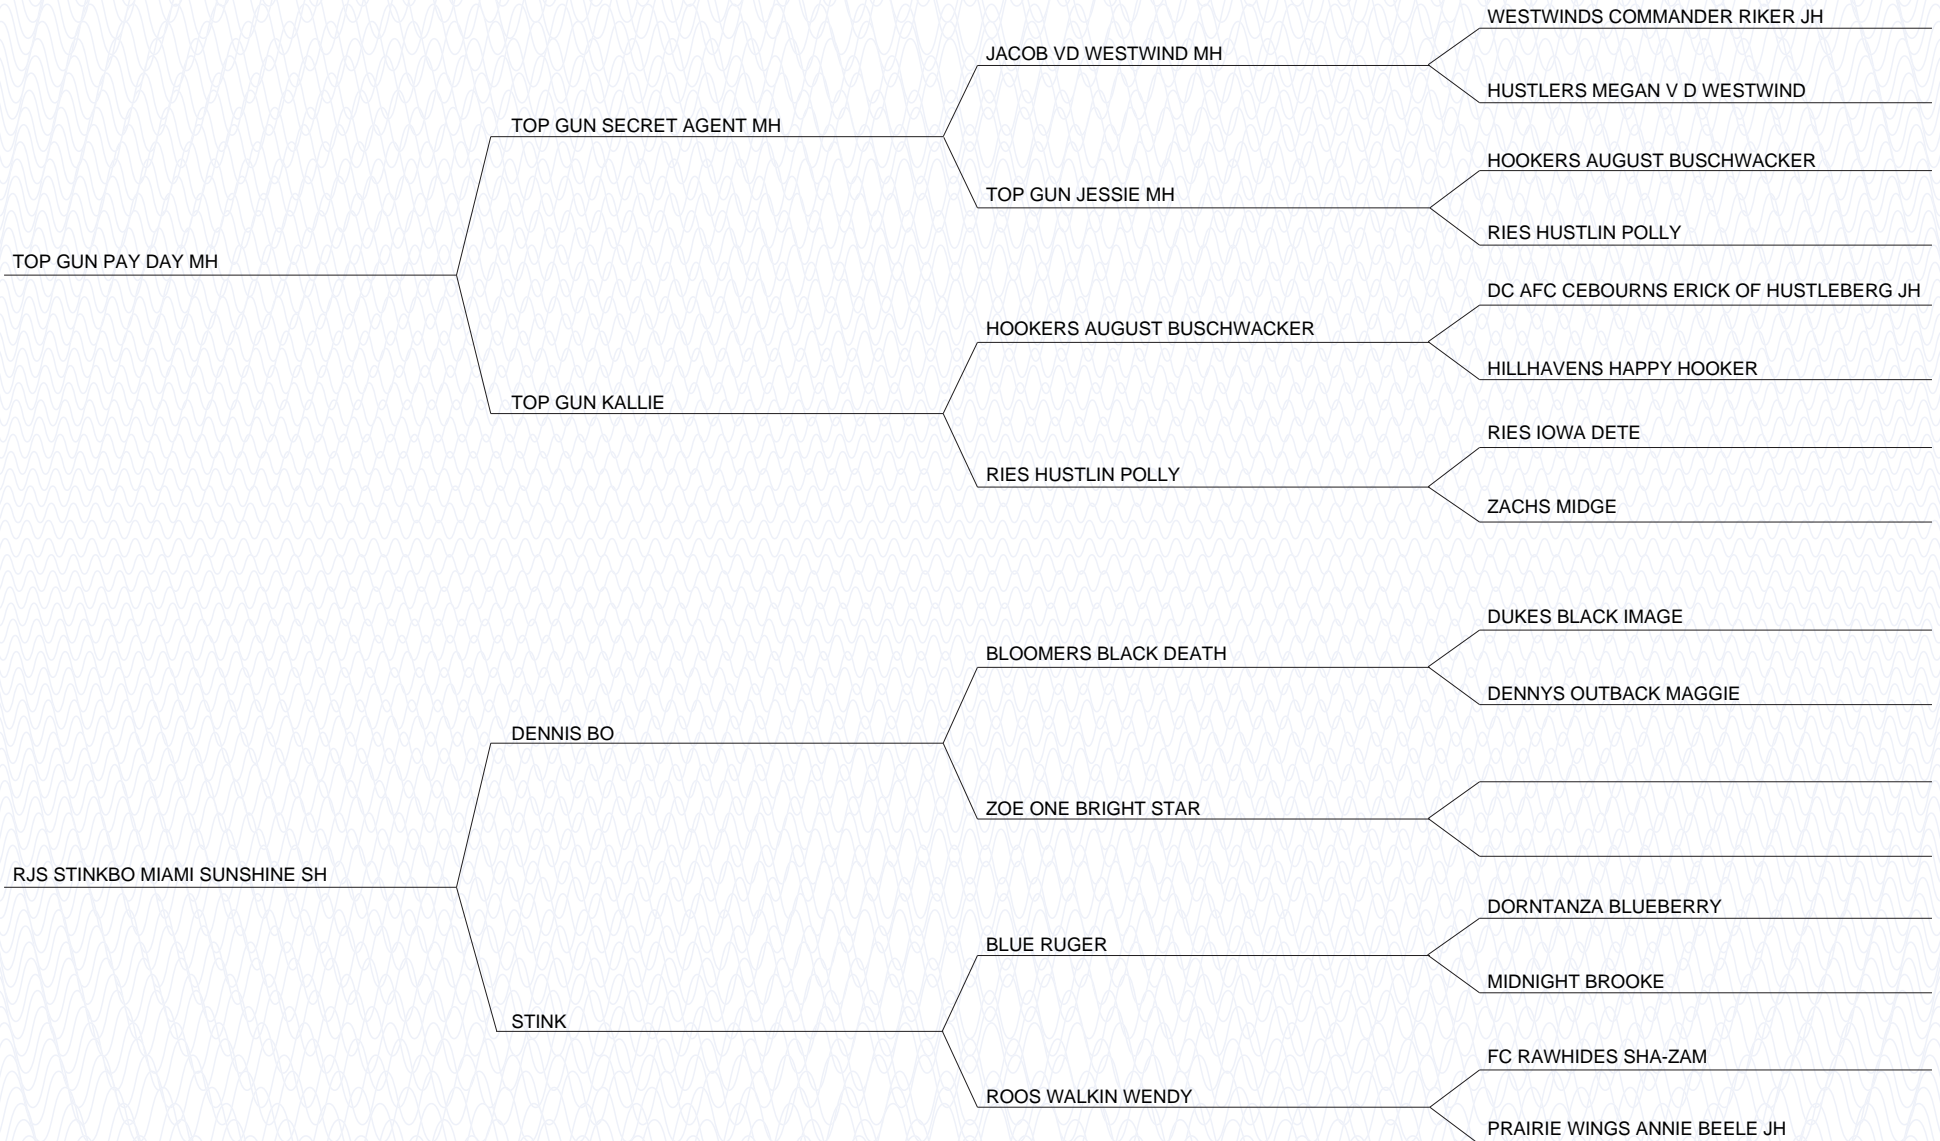 WESTWINDS COMMANDER RIKER JH
JACOB VD WESTWIND MH
HUSTLERS MEGAN V D WESTWIND
TOP GUN SECRET AGENT MH
HOOKERS AUGUST BUSCHWACKER
TOP GUN JESSIE MH
RIES HUSTLIN POLLY
TOP GUN PAY DAY MH
DC AFC CEBOURNS ERICK OF HUSTLEBERG JH
HOOKERS AUGUST BUSCHWACKER
HILLHAVENS HAPPY HOOKER
TOP GUN KALLIE
RIES IOWA DETE
RIES HUSTLIN POLLY
ZACHS MIDGE
DUKES BLACK IMAGE
BLOOMERS BLACK DEATH
DENNYS OUTBACK MAGGIE
DENNIS BO
ZOE ONE BRIGHT STAR
RJS STINKBO MIAMI SUNSHINE SH
DORNTANZA BLUEBERRY
BLUE RUGER
MIDNIGHT BROOKE
STINK
FC RAWHIDES SHA-ZAM
ROOS WALKIN WENDY
PRAIRIE WINGS ANNIE BEELE JH